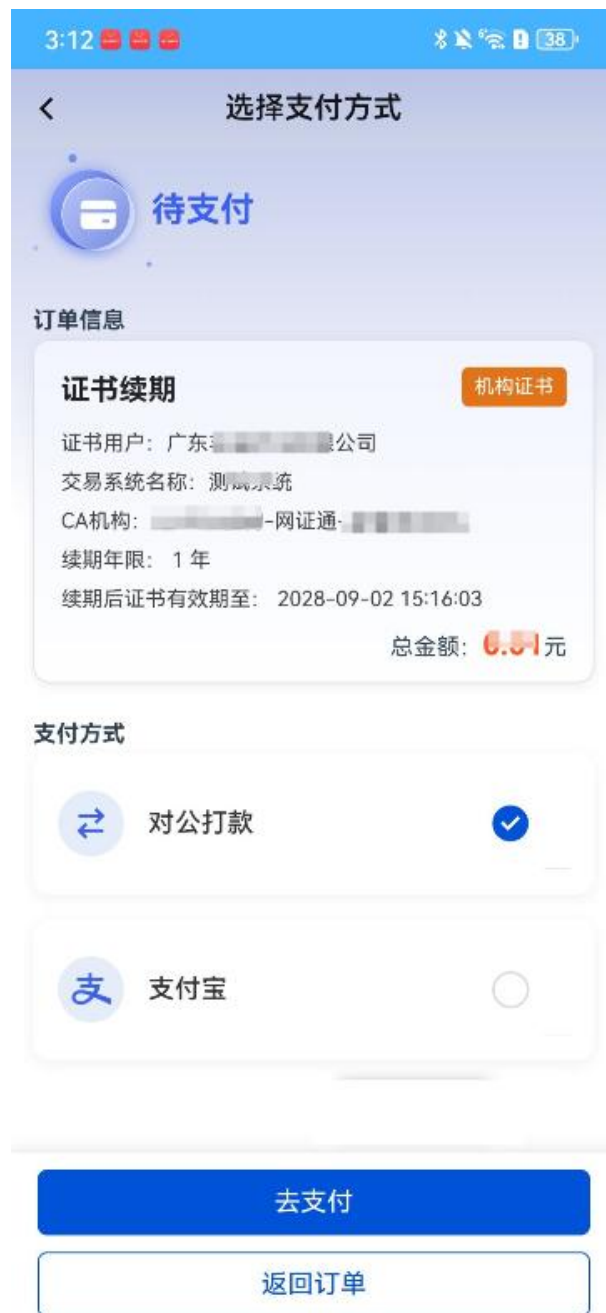 3:12
38
选择支付方式
待支付
订单信息
证书续期
机构证书
证书用户：广东 公司
交易系统名称：测 统
CA机构： -网证通-
续期年限：1 年
续期后证书有效期至：2028-09-02 15:16:03
总金额： 元
支付方式
对公打款
支 支付宝
去支付
返回订单